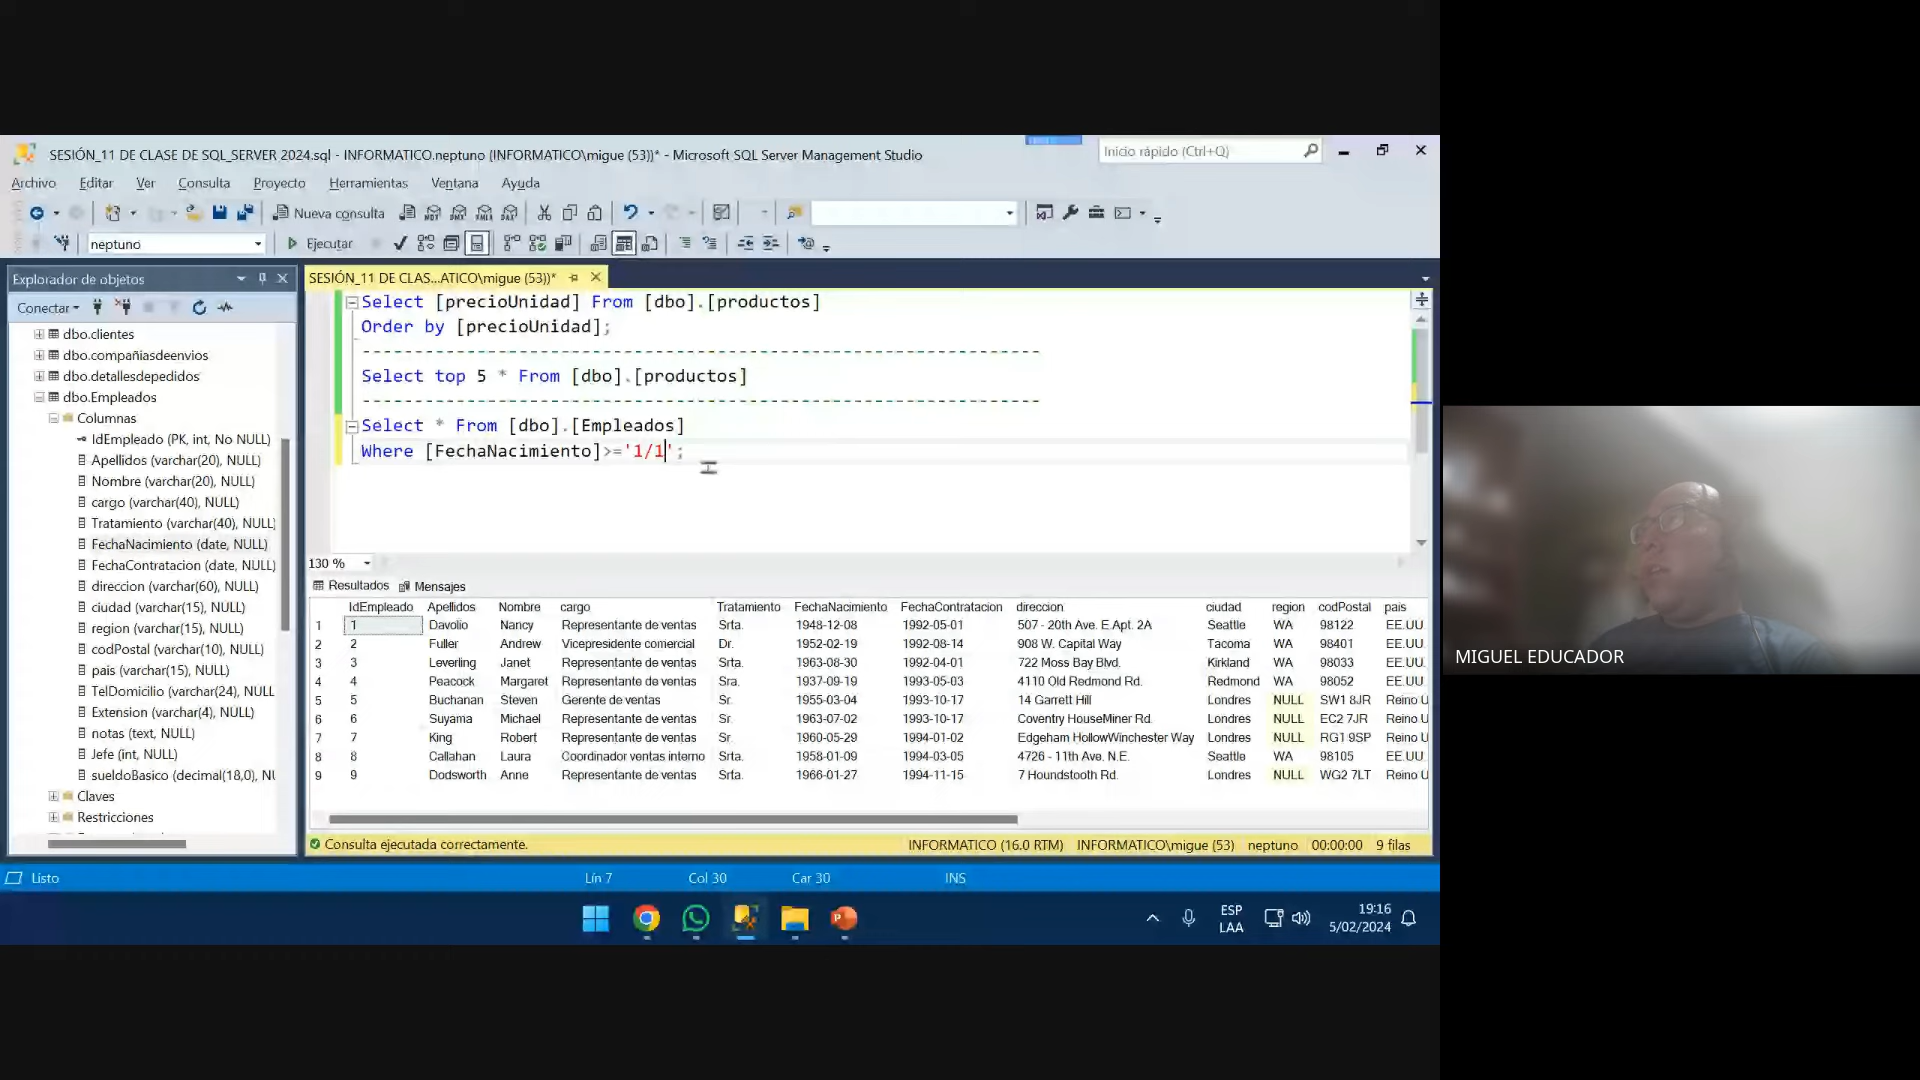 SESIÓN_11 DE CLASE DE SQL_SERVER 2024.sql - INFORMATICO.neptuno (INFORMATICO\migue (53))* - Microsoft SQL Server Management Studio
Inicio rápido (Ctrl+Q)
Archivo Editar Ver Consulta Proyecto Herramientas Ventana Ayuda
Nueva consulta
neptuno Ejecutar
Explorador de objetos
SESIÓN_11 DE CLAS...ATICO\migue (53))*
Conectar
dbo.clientes
dbo.compañiasdeenvios
dbo.detallesdepedidos
dbo.Empleados
Columnas
IdEmpleado (PK, int, No NULL)
Apellidos (varchar(20), NULL)
Nombre (varchar(20), NULL)
cargo (varchar(40), NULL)
Tratamiento (varchar(40), NULL)
FechaNacimiento (date, NULL)
FechaContratacion (date, NULL)
direccion (varchar(60), NULL)
ciudad (varchar(15), NULL)
region (varchar(15), NULL)
codPostal (varchar(10), NULL)
pais (varchar(15), NULL)
TelDomicilio (varchar(24), NULL
Extension (varchar(4), NULL)
notas (text, NULL)
Jefe (int, NULL)
sueldoBasico (decimal(18,0), NU
Claves
Restricciones
Select [precioUnidad] From [dbo].[productos]
Order by [precioUnidad];
------------------------------------------------------------------
Select top 5 * From [dbo].[productos]
------------------------------------------------------------------
Select * From [dbo].[Empleados]
Where [FechaNacimiento]>='1/1';
130 %
Resultados Mensajes
IdEmpleado Apellidos Nombre cargo Tratamiento FechaNacimiento FechaContratacion direccion ciudad region codPostal pais
1 1 Davolio Nancy Representante de ventas Srta. 1948-12-08 1992-05-01 507 - 20th Ave. E.Apt. 2A Seattle WA 98122 EE.UU.
2 2 Fuller Andrew Vicepresidente comercial Dr. 1952-02-19 1992-08-14 908 W. Capital Way Tacoma WA 98401 EE.UU.
3 3 Leverling Janet Representante de ventas Srta. 1963-08-30 1992-04-01 722 Moss Bay Blvd. Kirkland WA 98033 EE.UU.
4 4 Peacock Margaret Representante de ventas Sra. 1937-09-19 1993-05-03 4110 Old Redmond Rd. Redmond WA 98052 EE.UU.
5 5 Buchanan Steven Gerente de ventas Sr. 1955-03-04 1993-10-17 14 Garrett Hill Londres NULL SW1 8JR Reino U
6 6 Suyama Michael Representante de ventas Sr. 1963-07-02 1993-10-17 Coventry HouseMiner Rd. Londres NULL EC2 7JR Reino U
7 7 King Robert Representante de ventas Sr. 1960-05-29 1994-01-02 Edgeham HollowWinchester Way Londres NULL RG1 9SP Reino U
8 8 Callahan Laura Coordinador ventas interno Srta. 1958-01-09 1994-03-05 4726 - 11th Ave. N.E. Seattle WA 98105 EE.UU.
9 9 Dodsworth Anne Representante de ventas Srta. 1966-01-27 1994-11-15 7 Houndstooth Rd. Londres NULL WG2 7LT Reino U
Consulta ejecutada correctamente. INFORMATICO (16.0 RTM) INFORMATICO\migue (53) neptuno 00:00:00 9 filas
Listo Lín 7 Col 30 Car 30 INS
ESP
LAA
19:16
5/02/2024
MIGUEL EDUCADOR